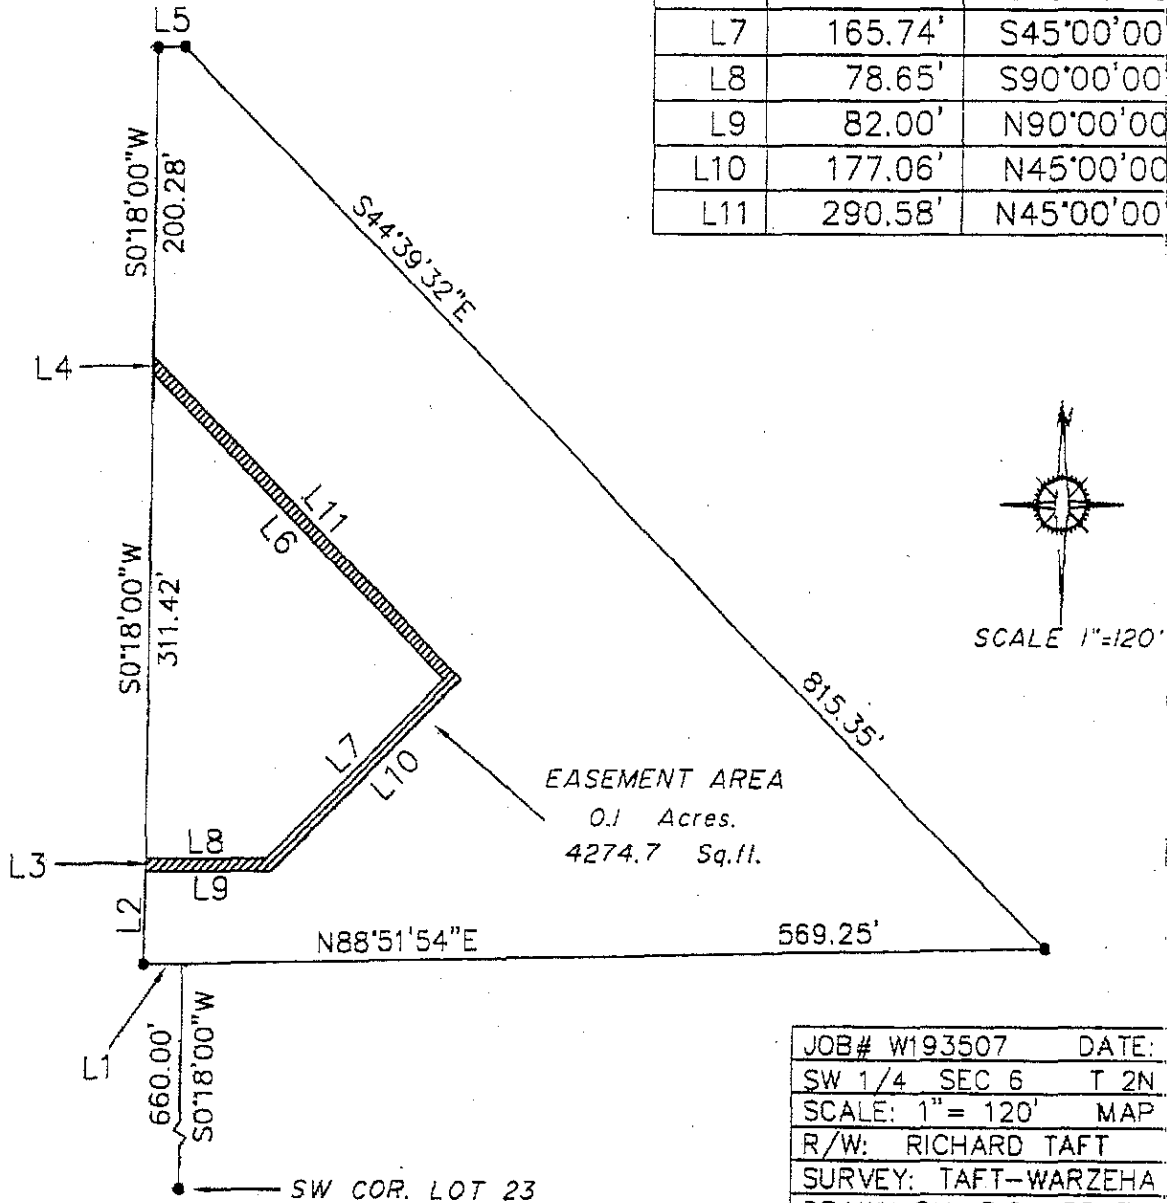 L5
L7 165.74' S45°00'00
L8 78.65' S90°00'00
L9 82.00' N90°00'00
L10 177.06' N45°00'00
L11 290.58' N45°00'00
S0°18'00"W
200.28'
S44°39'32"E
L4
L11
L6
S0°18'00"W
311.42'
SCALE 1"=120'
815.35'
L7
L10
EASEMENT AREA
0.1 Acres.
4274.7 Sq.ft.
L8
L3
L9
L2
N88°51'54"E 569.25'
L1
660.00'
S0°18'00"W
SW COR. LOT 23
JOB# W193507 DATE:
SW 1/4 SEC 6 T 2N
SCALE: 1"= 120' MAP
R/W: RICHARD TAFT
SURVEY: TAFT-WARZEHA